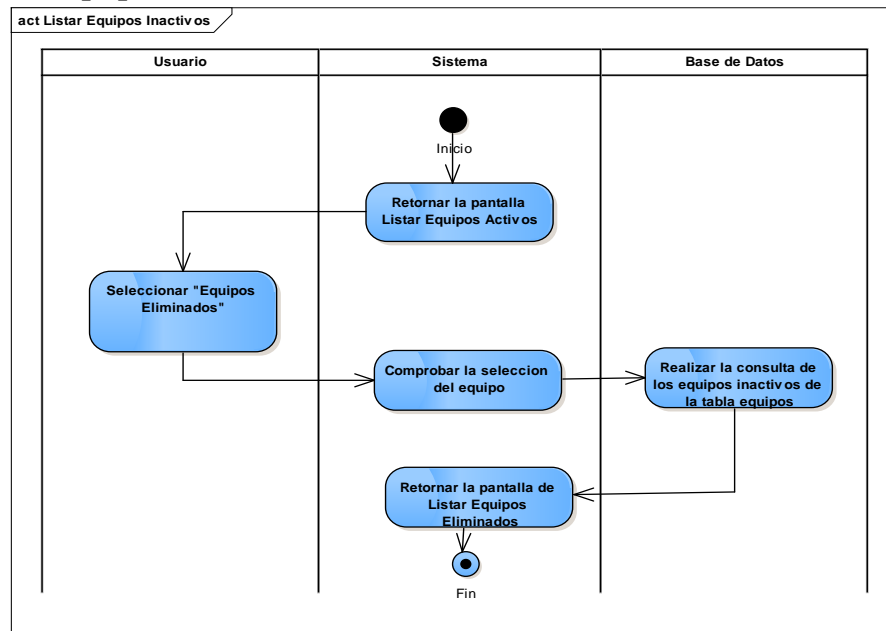 act Listar Equipos Inactivos
Usuario
Sistema
Base de Datos
Inicio
Retornar la pantalla
Listar Equipos Activos
Seleccionar "Equipos
Eliminados"
Comprobar la seleccion
del equipo
Realizar la consulta de
los equipos inactivos de
la tabla equipos
Retornar la pantalla de
Listar Equipos
Eliminados
Fin